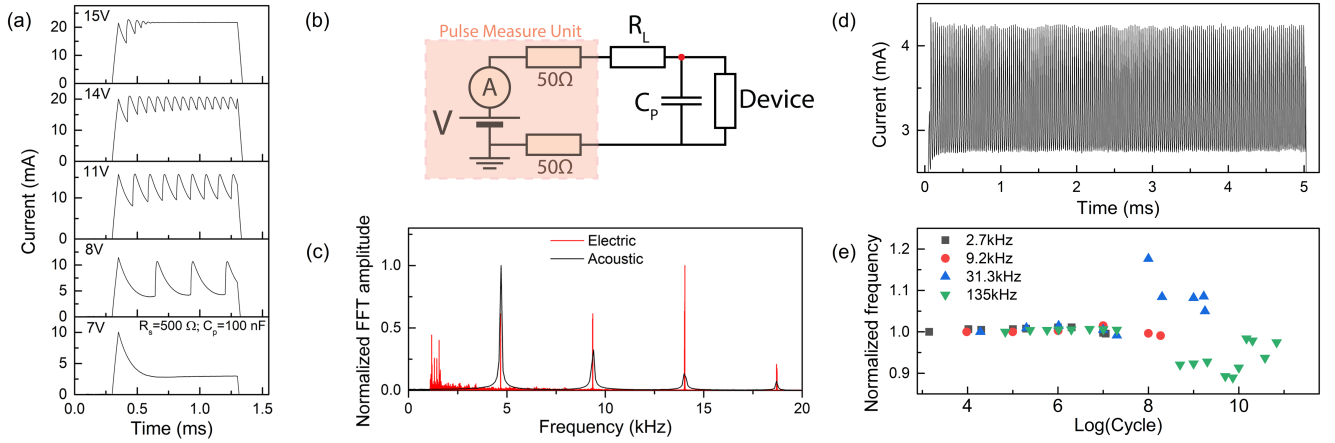 (a)
15V
20
10
0
14V
20
10
0
11V
10
0
8V
10
5
0
7V
R_s=500 Ω; C_p=100 nF
10
5
0
0.0 0.5 1.0 1.5
Time (ms)
Current (mA)
(b)
Pulse Measure Unit
50Ω
A
V
50Ω
R_L
C_P
Device
(c)
Normalized FFT amplitude
Electric
Acoustic
1.0
0.5
0.0
0 5 10 15 20
Frequency (kHz)
(d)
Current (mA)
4
3
0 1 2 3 4 5
Time (ms)
(e)
Normalized frequency
1.2
1.1
1.0
0.9
2.7kHz
9.2kHz
31.3kHz
135kHz
4 6 8 10
Log(Cycle)